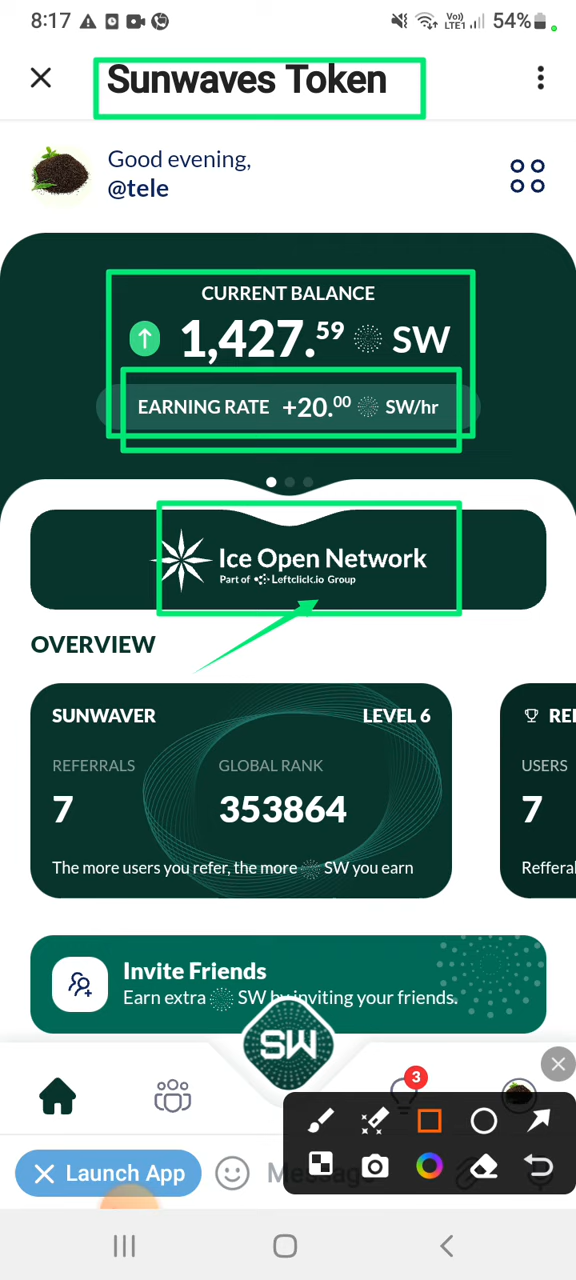 8:17
Vo))
LTE1
54%
Sunwaves Token
Good evening,
@tele
CURRENT BALANCE
1,427.59 SW
EARNING RATE +20.00 SW/hr
Ice Open Network
Part of Leftclick.io Group
OVERVIEW
SUNWAVER LEVEL 6
REFERRALS GLOBAL RANK
7 353864
The more users you refer, the more SW you earn
USERS
7
Invite Friends
Earn extra SW by inviting your friends.
SW
3
Launch App